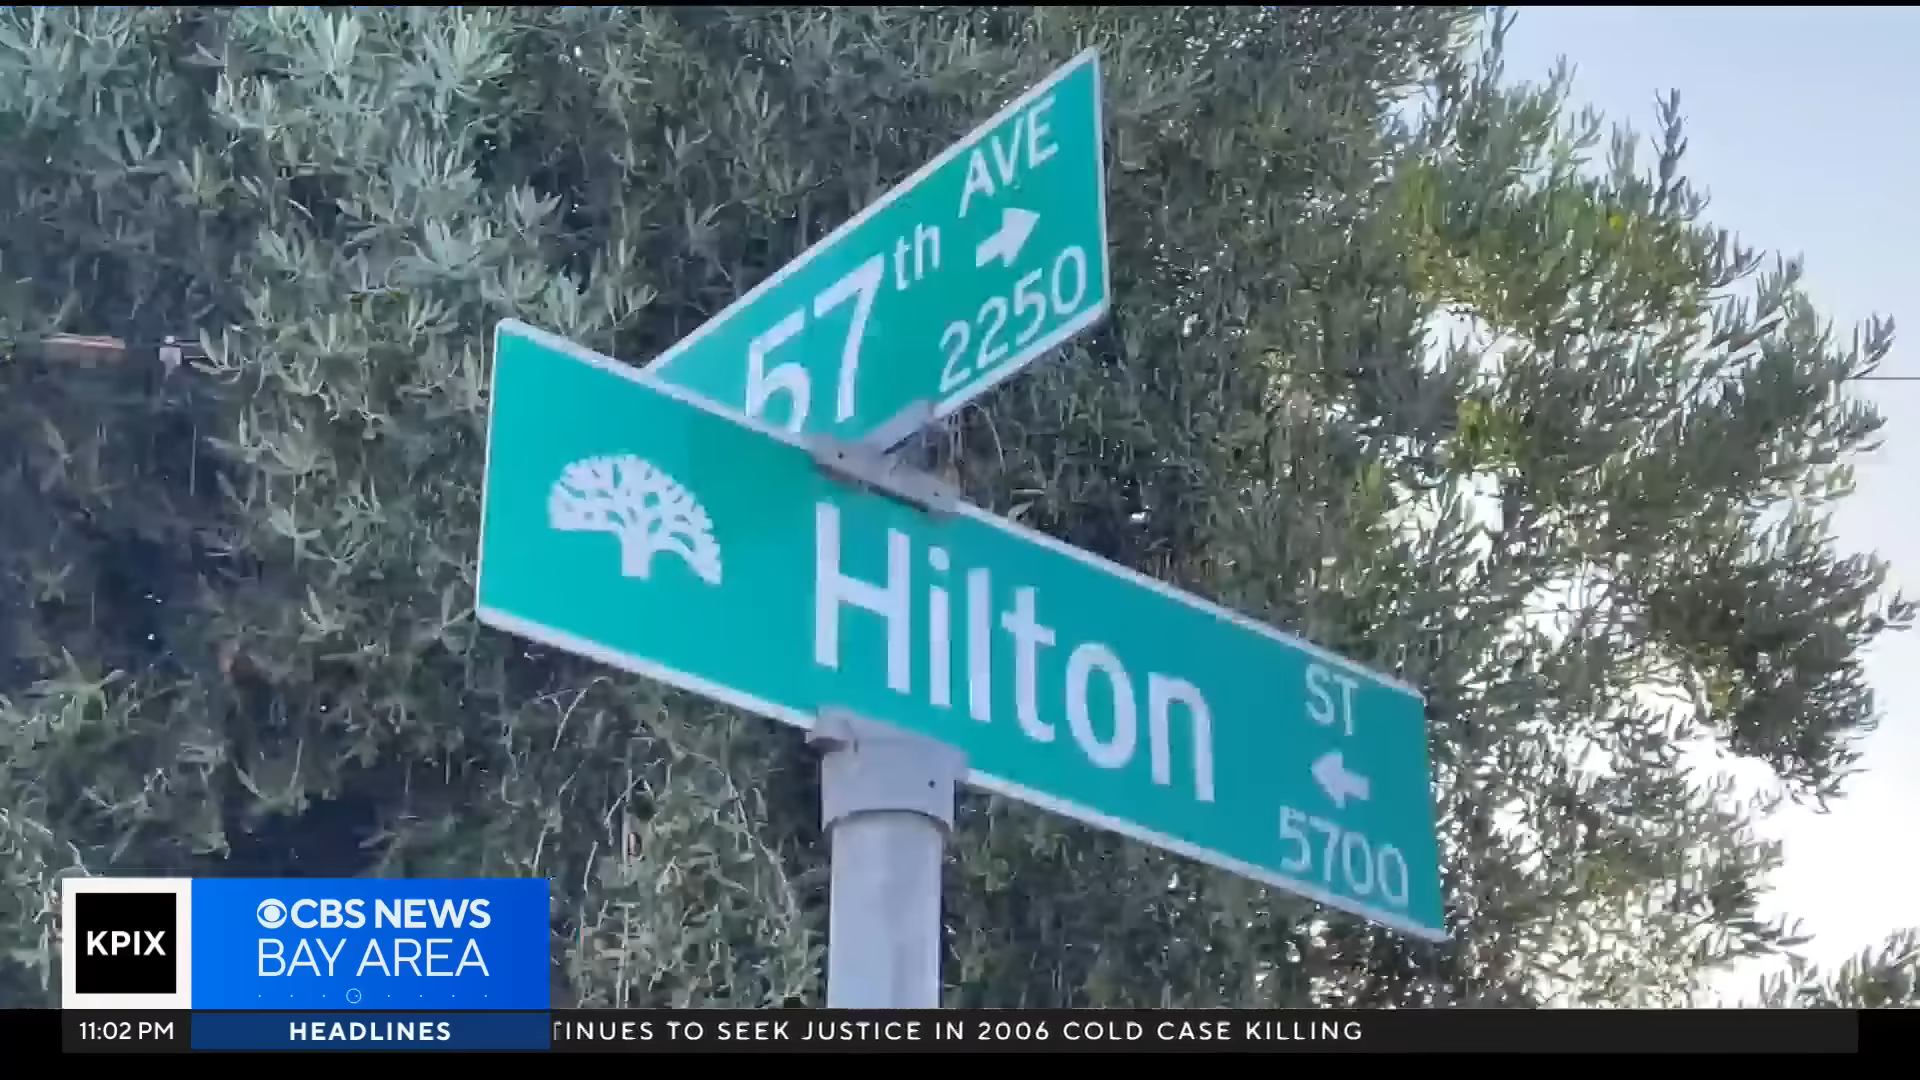 57th AVE
2250
Hilton ST
5700
KPIX
CBS NEWS
BAY AREA
11:02 PM
HEADLINES
TINUES TO SEEK JUSTICE IN 2006 COLD CASE KILLING